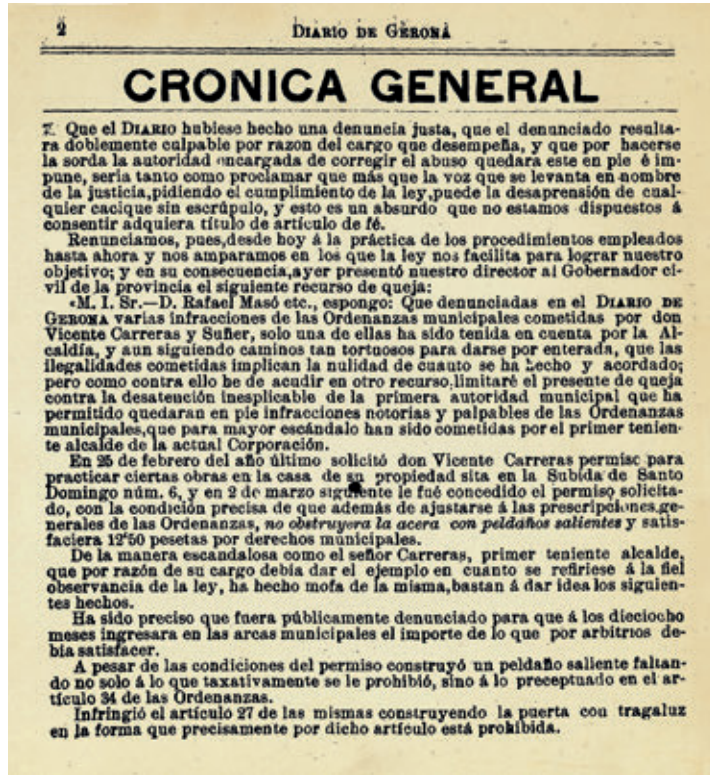 2
DIARIO DE GERONA
CRONICA GENERAL
Que el DIARIO hubiese hecho una denuncia justa, que el denunciado resulta-
ra doblemente culpable por razon del cargo que desempeña, y que por hacerse
la sorda la autoridad encargada de corregir el abuso quedara este en pie é im-
pune, seria tanto como proclamar que más que la voz que se levanta en nombre
de la justicia, pidiendo el cumplimiento de la ley, puede la desaprensión de cual-
quier cacique sin escrúpulo, y esto es un absurdo que no estamos dispuestos á
consentir adquiera título de artículo de fé.
Renunciamos, pues, desde hoy á la práctica de los procedimientos empleados
hasta ahora y nos amparamos en los que la ley nos facilita para lograr nuestro
objetivo; y en su consecuencia, ayer presentó nuestro director al Gobernador ci-
vil de la provincia el siguiente recurso de queja:
«M. I. Sr.—D. Rafael Masó etc., espongo: Que denunciadas en el DIARIO DE
GERONA varias infracciones de las Ordenanzas municipales cometidas por don
Vicente Carreras y Suñer, solo una de ellas ha sido tenida en cuenta por la Al-
caldía, y aun siguiendo caminos tan tortuosos para darse por enterada, que las
ilegalidades cometidas implican la nulidad de cuanto se ha hecho y acordado;
pero como contra ello he de acudir en otro recurso, limitaré el presente de queja
contra la desatención inesplicable de la primera autoridad municipal que ha
permitido quedaran en pie infracciones notorias y palpables de las Ordenanzas
municipales, que para mayor escándalo han sido cometidas por el primer tenien-
te alcalde de la actual Corporación.
En 25 de febrero del año último solicitó don Vicente Carreras permiso para
practicar ciertas obras en la casa de su propiedad sita en la Subida de Santo
Domingo núm. 6, y en 2 de marzo siguiente le fué concedido el permiso solicita-
do, con la condición precisa de que además de ajustarse á las prescripciones ge-
nerales de las Ordenanzas, no obstruyera la acera con peldaños salientes y satis-
faciera 12'50 pesetas por derechos municipales.
De la manera escandalosa como el señor Carreras, primer teniente alcalde,
que por razón de su cargo debia dar el ejemplo en cuanto se refiriese á la fiel
observancia de la ley, ha hecho mofa de la misma, bastan á dar idea los siguien-
tes hechos.
Ha sido preciso que fuera públicamente denunciado para que á los dieciocho
meses ingresara en las arcas municipales el importe de lo que por arbitrios de-
bia satisfacer.
A pesar de las condiciones del permiso construyó un peldaño saliente faltan-
do no solo á lo que taxativamente se le prohibió, sino á lo preceptuado en el ar-
tículo 34 de las Ordenanzas.
Infringió el artículo 27 de las mismas construyendo la puerta con tragaluz
en la forma que precisamente por dicho artículo está prohibida.